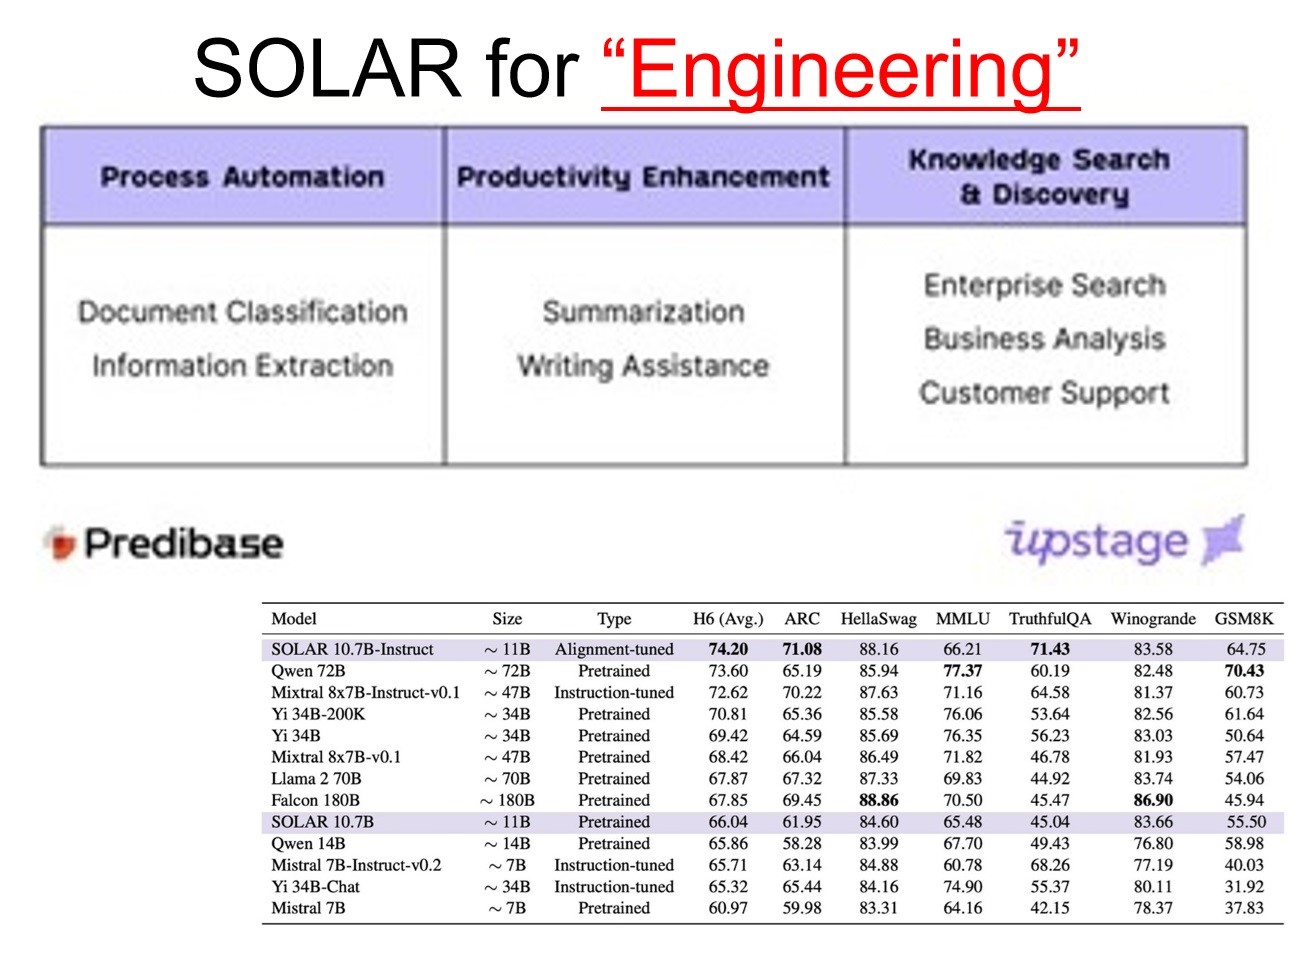 SOLAR for “Engineering”
Process Automation
Productivity Enhancement
Knowledge Search
& Discovery
Document Classification
Information Extraction
Summarization
Writing Assistance
Enterprise Search
Business Analysis
Customer Support
Predibase
upstage
Model Size Type H6 (Avg.) ARC HellaSwag MMLU TruthfulQA Winogrande GSM8K
SOLAR 10.7B-Instruct ∼ 11B Alignment-tuned 74.20 71.08 88.16 66.21 71.43 83.58 64.75
Qwen 72B ∼ 72B Pretrained 73.60 65.19 85.94 77.37 60.19 82.48 70.43
Mixtral 8x7B-Instruct-v0.1 ∼ 47B Instruction-tuned 72.62 70.22 87.63 71.16 64.58 81.37 60.73
Yi 34B-200K ∼ 34B Pretrained 70.81 65.36 85.58 76.06 53.64 82.56 61.64
Yi 34B ∼ 34B Pretrained 69.42 64.59 85.69 76.35 56.23 83.03 50.64
Mixtral 8x7B-v0.1 ∼ 47B Pretrained 68.42 66.04 86.49 71.82 46.78 81.93 57.47
Llama 2 70B ∼ 70B Pretrained 67.87 67.32 87.33 69.83 44.92 83.74 54.06
Falcon 180B ∼ 180B Pretrained 67.85 69.45 88.86 70.50 45.47 86.90 45.94
SOLAR 10.7B ∼ 11B Pretrained 66.04 61.95 84.60 65.48 45.04 83.66 55.50
Qwen 14B ∼ 14B Pretrained 65.86 58.28 83.99 67.70 49.43 76.80 58.98
Mistral 7B-Instruct-v0.2 ∼ 7B Instruction-tuned 65.71 63.14 84.88 60.78 68.26 77.19 40.03
Yi 34B-Chat ∼ 34B Instruction-tuned 65.32 65.44 84.16 74.90 55.37 80.11 31.92
Mistral 7B ∼ 7B Pretrained 60.97 59.98 83.31 64.16 42.15 78.37 37.83